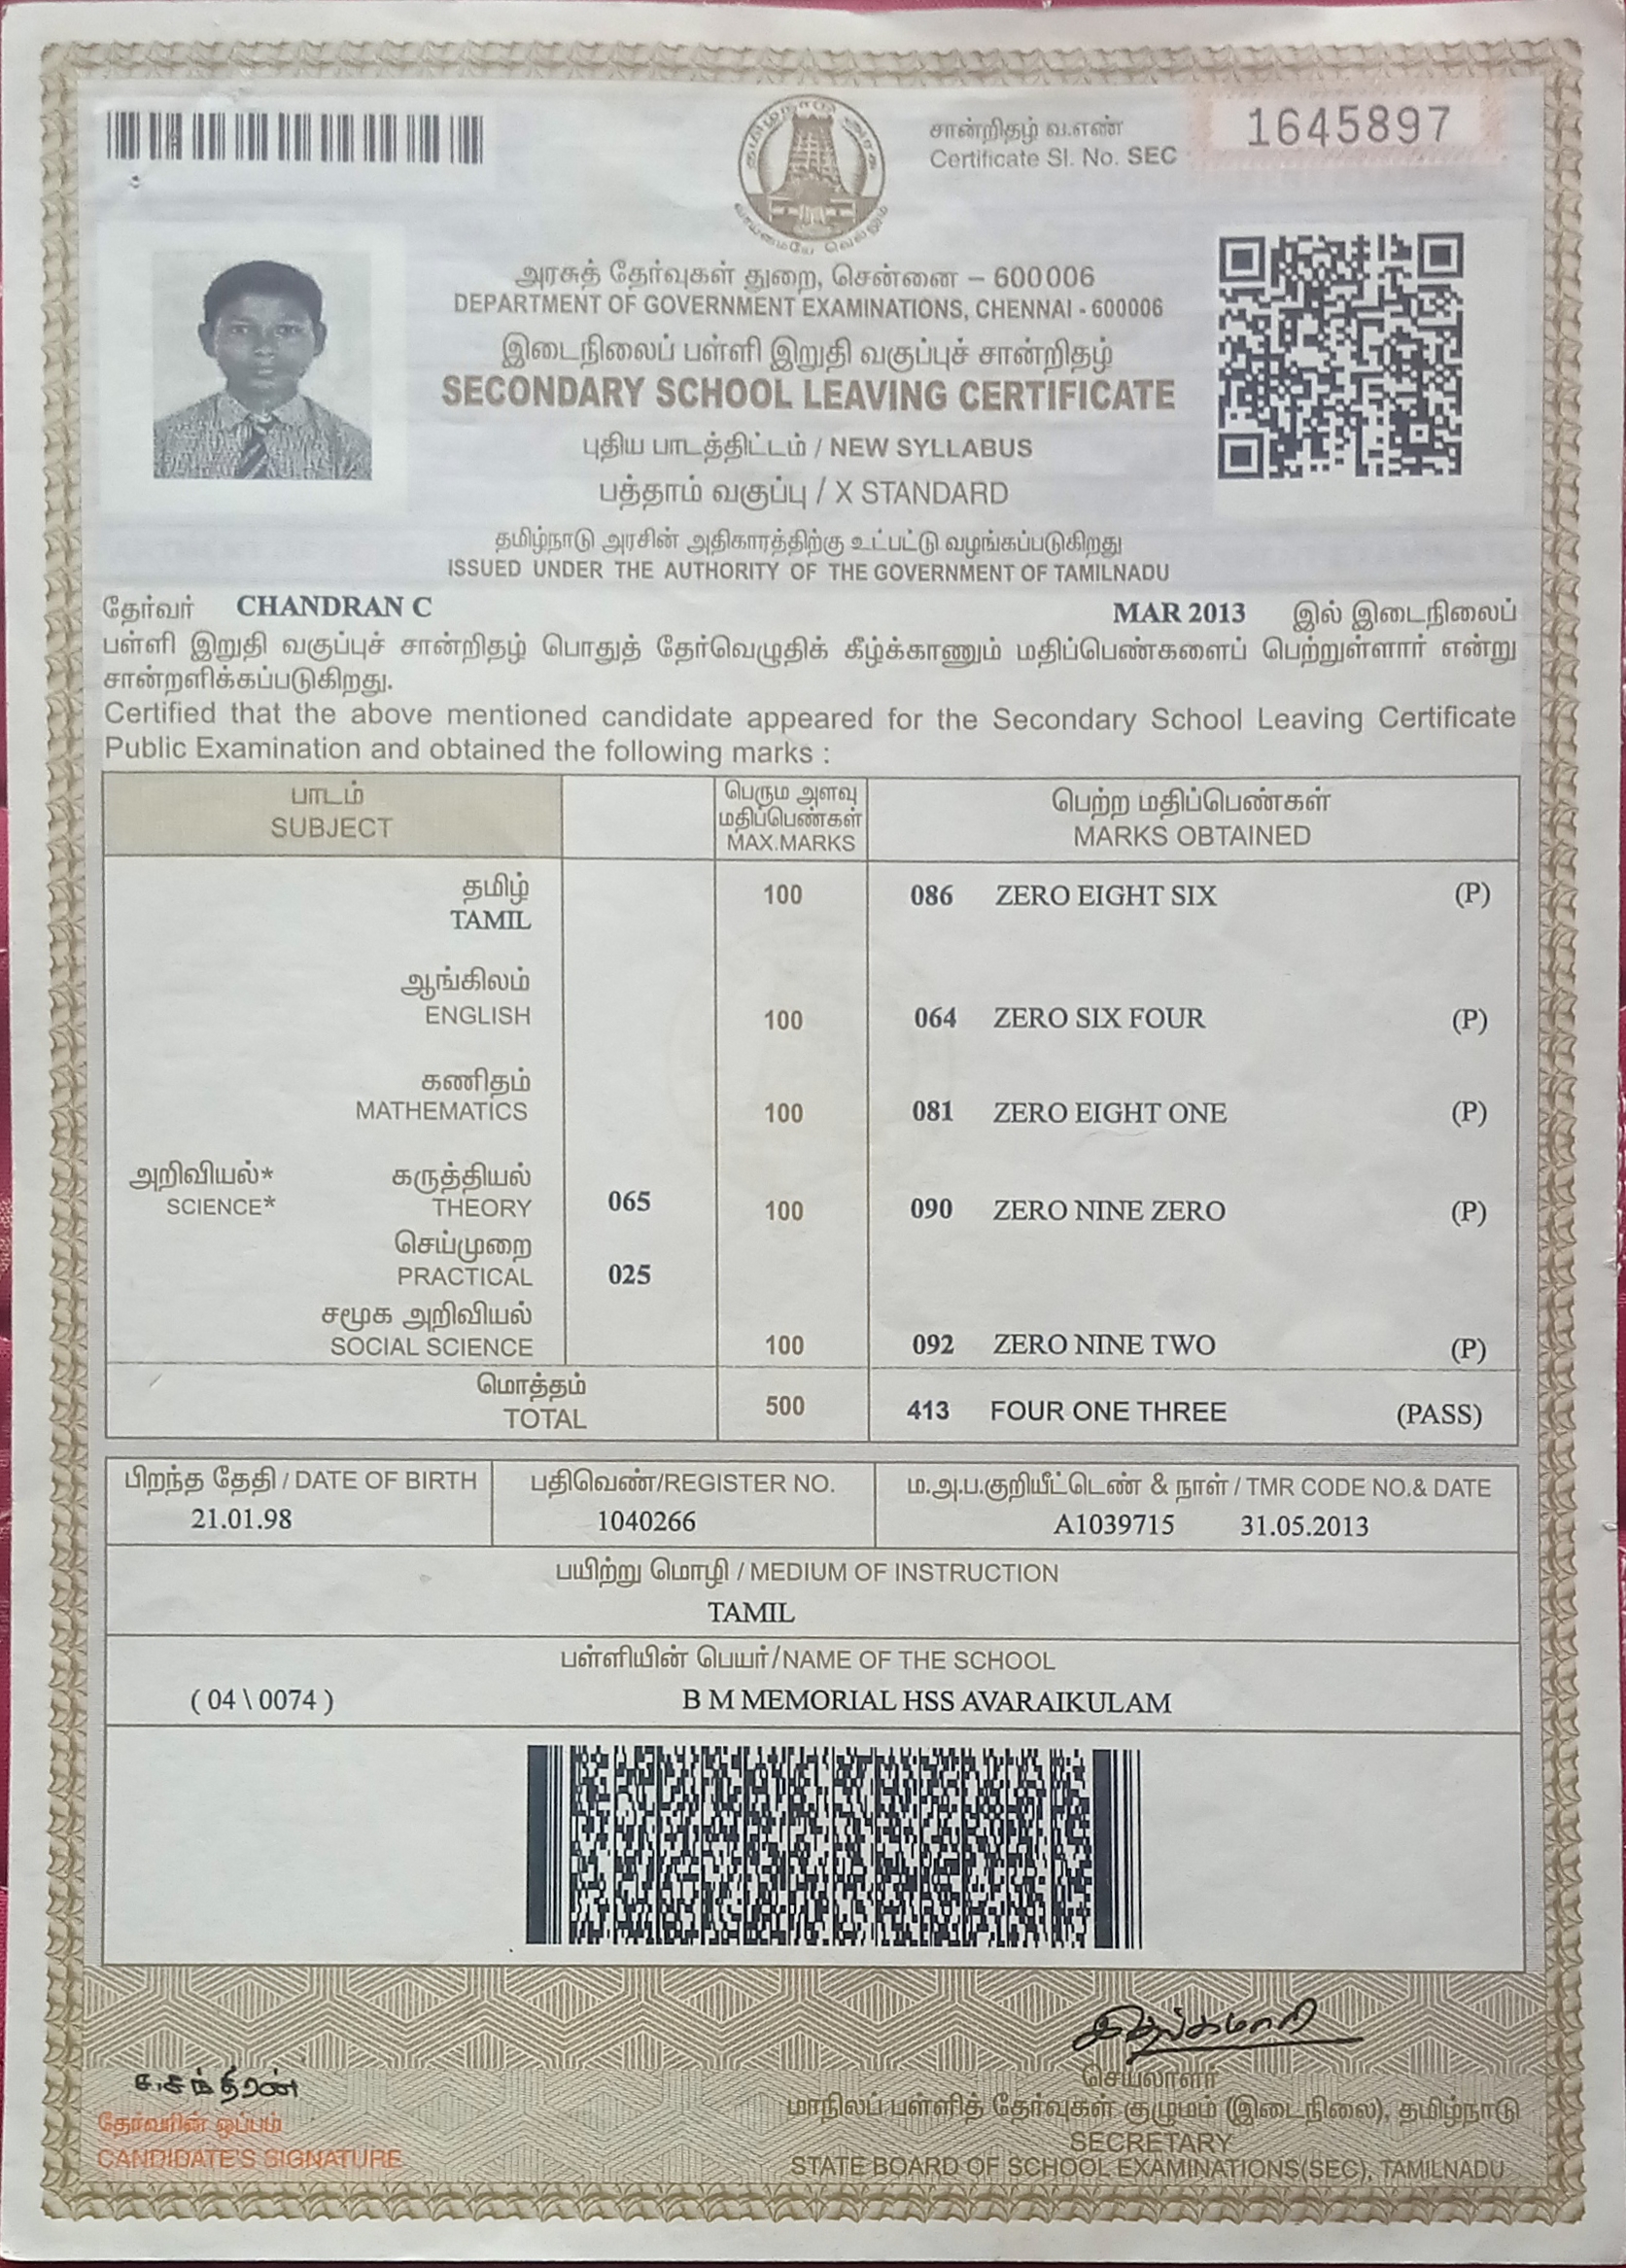 தமிழ்நாடு அரசு
வாய்மையே வெல்லும்
சான்றிதழ் வ.எண்
Certificate Sl. No. SEC 1645897
அரசுத் தேர்வுகள் துறை, சென்னை – 600006
DEPARTMENT OF GOVERNMENT EXAMINATIONS, CHENNAI - 600006
இடைநிலைப் பள்ளி இறுதி வகுப்புச் சான்றிதழ்
SECONDARY SCHOOL LEAVING CERTIFICATE
புதிய பாடத்திட்டம் / NEW SYLLABUS
பத்தாம் வகுப்பு / X STANDARD
தமிழ்நாடு அரசின் அதிகாரத்திற்கு உட்பட்டு வழங்கப்படுகிறது
ISSUED UNDER THE AUTHORITY OF THE GOVERNMENT OF TAMILNADU
தேர்வர் CHANDRAN C MAR 2013 இல் இடைநிலைப்
பள்ளி இறுதி வகுப்புச் சான்றிதழ் பொதுத் தேர்வெழுதிக் கீழ்க்காணும் மதிப்பெண்களைப் பெற்றுள்ளார் என்று
சான்றளிக்கப்படுகிறது.
Certified that the above mentioned candidate appeared for the Secondary School Leaving Certificate
Public Examination and obtained the following marks :
பாடம்
SUBJECT
பெரும அளவு
மதிப்பெண்கள்
MAX.MARKS
பெற்ற மதிப்பெண்கள்
MARKS OBTAINED
தமிழ்
TAMIL 100 086 ZERO EIGHT SIX (P)
ஆங்கிலம்
ENGLISH 100 064 ZERO SIX FOUR (P)
கணிதம்
MATHEMATICS 100 081 ZERO EIGHT ONE (P)
அறிவியல்* கருத்தியல்
SCIENCE* THEORY 065 100 090 ZERO NINE ZERO (P)
செய்முறை
PRACTICAL 025
சமூக அறிவியல்
SOCIAL SCIENCE 100 092 ZERO NINE TWO (P)
மொத்தம்
TOTAL 500 413 FOUR ONE THREE (PASS)
பிறந்த தேதி / DATE OF BIRTH
21.01.98
பதிவெண்/REGISTER NO.
1040266
ம.அ.ப.குறியீட்டெண் & நாள் / TMR CODE NO.& DATE
A1039715 31.05.2013
பயிற்று மொழி / MEDIUM OF INSTRUCTION
TAMIL
பள்ளியின் பெயர்/NAME OF THE SCHOOL
( 04 \ 0074 ) B M MEMORIAL HSS AVARAIKULAM
ச.சந்திரன்
தேர்வரின் ஒப்பம்
CANDIDATE'S SIGNATURE
செயலாளர்
மாநிலப் பள்ளித் தேர்வுகள் குழுமம் (இடைநிலை), தமிழ்நாடு
SECRETARY
STATE BOARD OF SCHOOL EXAMINATIONS(SEC), TAMILNADU